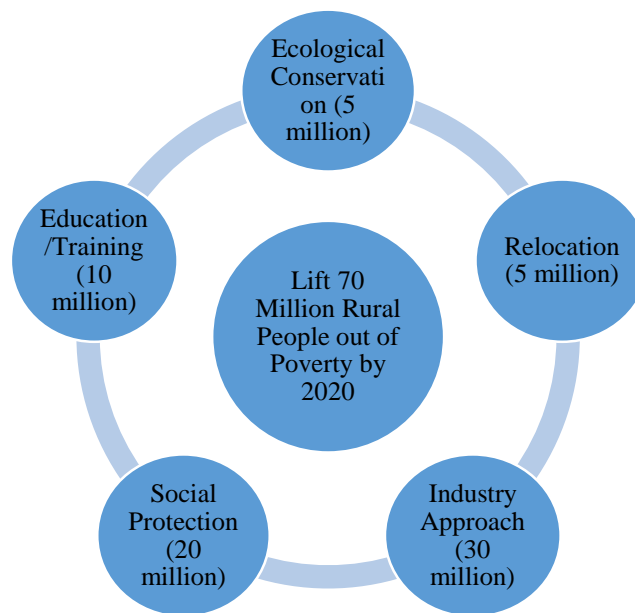 Ecological
Conservati
on (5
million)
Relocation
(5 million)
Industry
Approach
(30
million)
Social
Protection
(20
million)
Education
/Training
(10
million)
Lift 70
Million Rural
People out of
Poverty by
2020